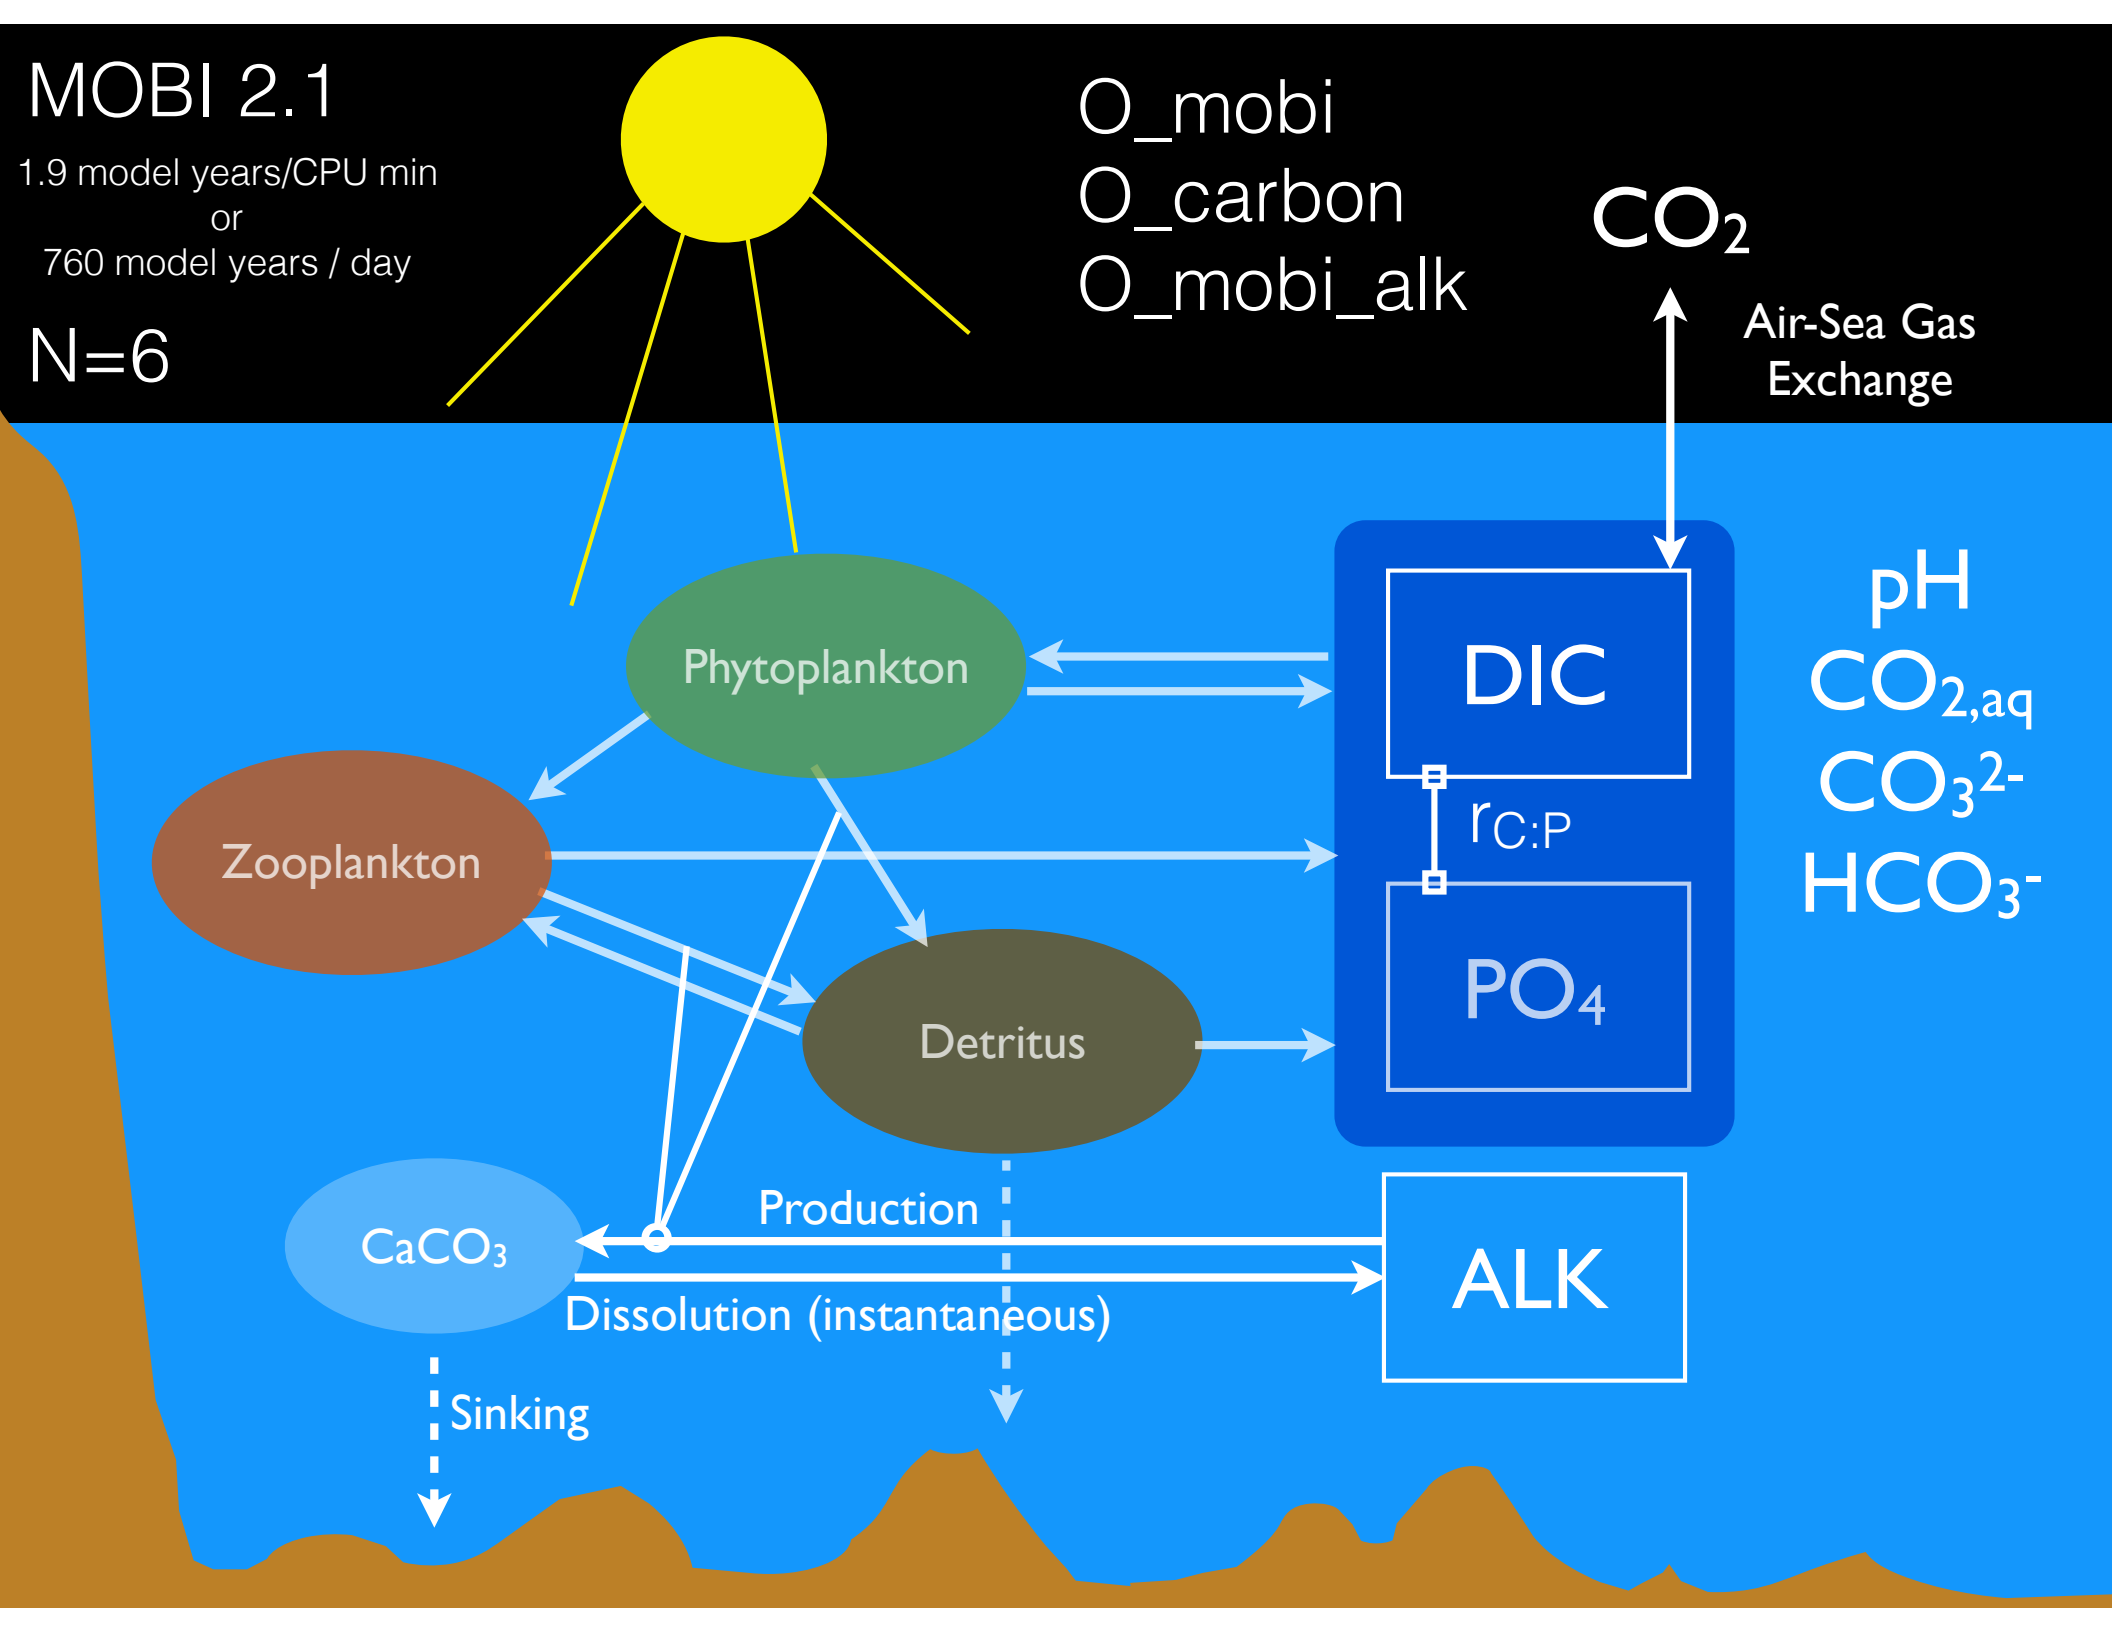 MOBI 2.1
1.9 model years/CPU min
or
760 model years / day
N=6
O_mobi
O_carbon
O_mobi_alk
CO₂
Air-Sea Gas
Exchange
Phytoplankton
Zooplankton
Detritus
CaCO₃
DIC
rC:P
PO₄
ALK
pH
CO₂,aq
CO₃²⁻
HCO₃⁻
Production
Dissolution (instantaneous)
Sinking